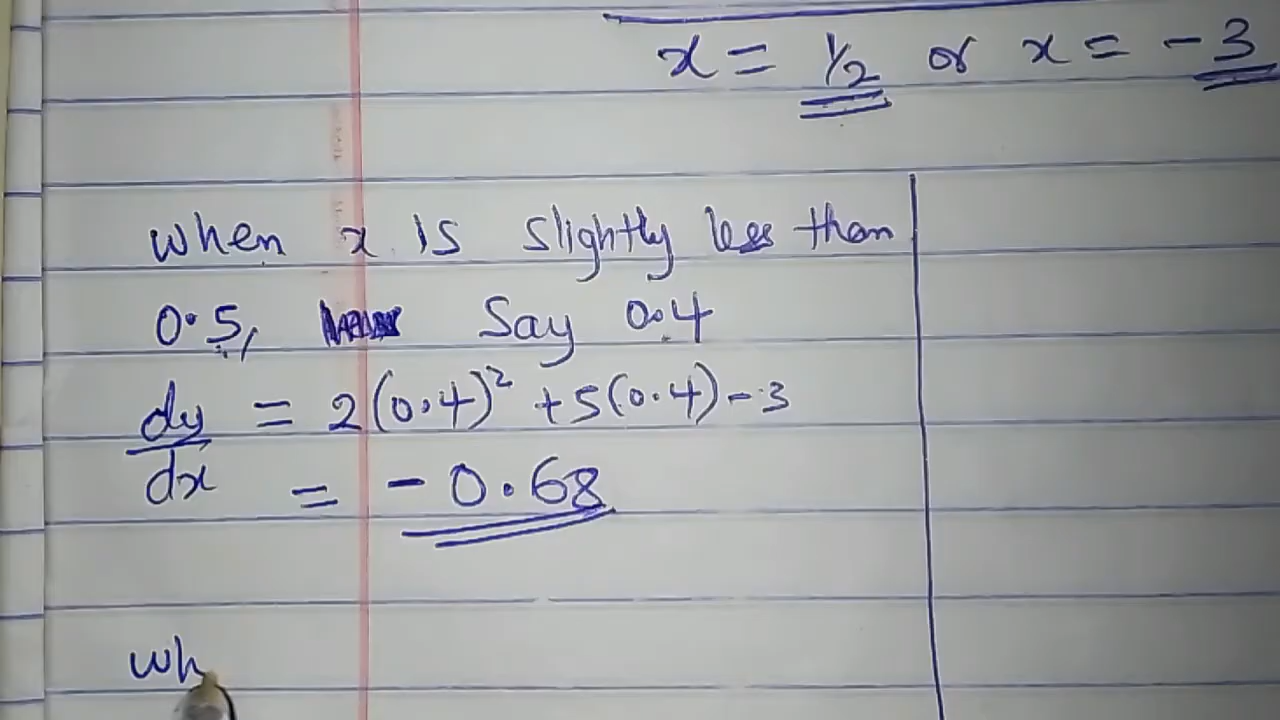 x = 1/2 or x = -3
when x is slightly less than
0.5, say 0.4
dy/dx = 2(0.4)² + 5(0.4) - 3
= - 0.68
wh